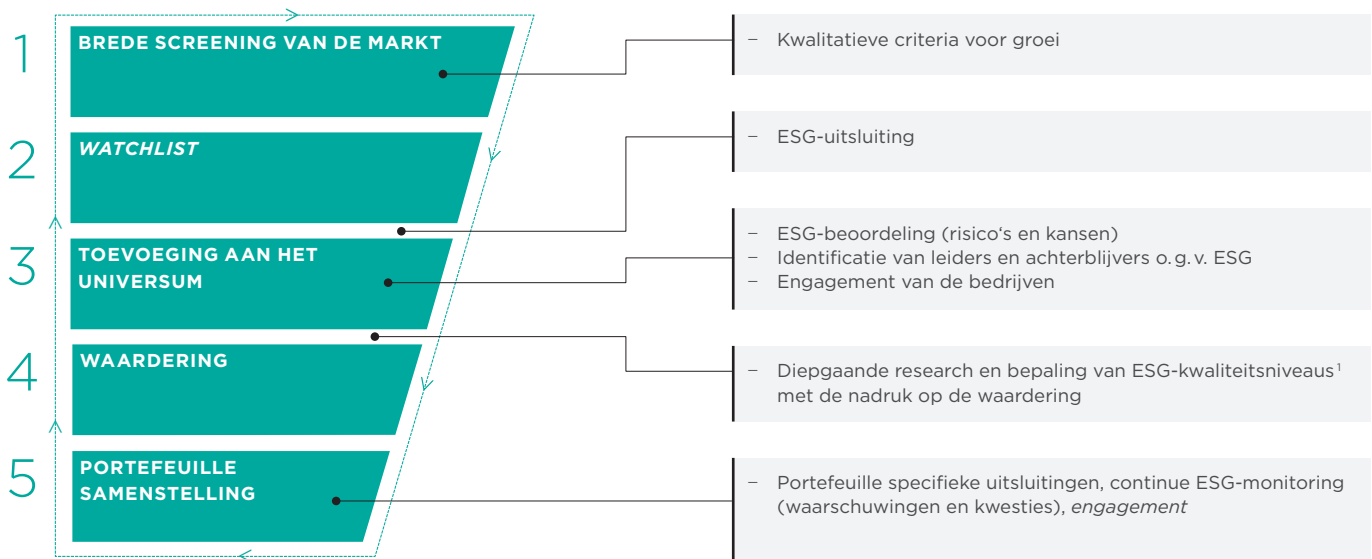 1
BREDE SCREENING VAN DE MARKT
– Kwalitatieve criteria voor groei
2
WATCHLIST
– ESG-uitsluiting
3
TOEVOEGING AAN HET
UNIVERSUM
– ESG-beoordeling (risico‘s en kansen)
– Identificatie van leiders en achterblijvers o.g.v. ESG
– Engagement van de bedrijven
4
WAARDERING
– Diepgaande research en bepaling van ESG-kwaliteitsniveaus¹
met de nadruk op de waardering
5
PORTEFEUILLE
SAMENSTELLING
– Portefeuille specifieke uitsluitingen, continue ESG-monitoring
(waarschuwingen en kwesties), engagement